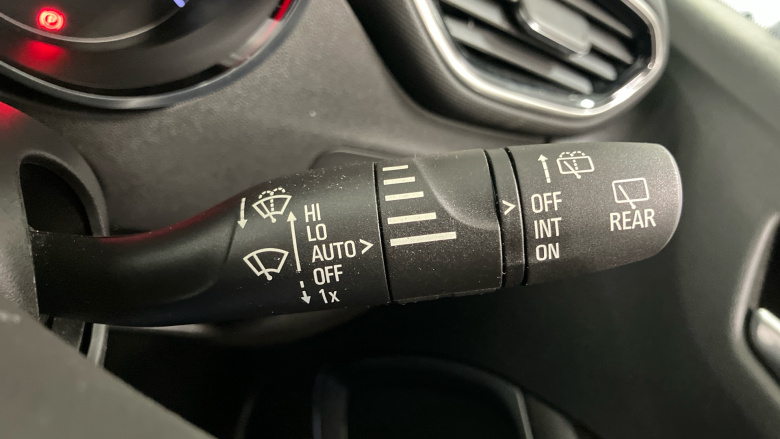 HI
LO
AUTO >
OFF
1x
>
OFF
INT
ON
REAR